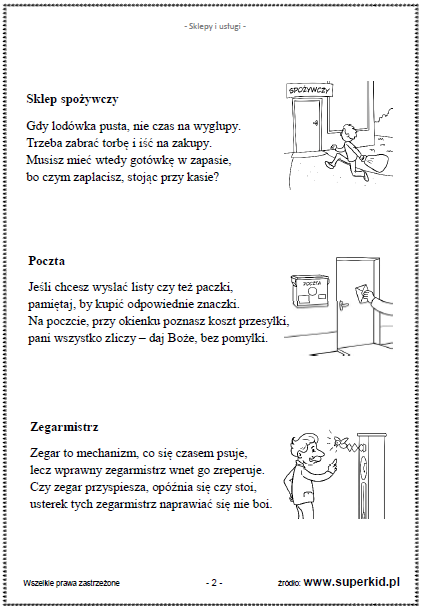 - Sklepy i usługi -
Sklep spożywczy
SPOŻYWCZY
Gdy lodówka pusta, nie czas na wygłupy.
Trzeba zabrać torbę i iść na zakupy.
Musisz mieć wtedy gotówkę w zapasie,
bo czym zapłacisz, stojąc przy kasie?
Poczta
POCZTA
Jeśli chcesz wysłać listy czy też paczki,
pamiętaj, by kupić odpowiednie znaczki.
Na poczcie, przy okienku poznasz koszt przesyłki,
pani wszystko zliczy – daj Boże, bez pomyłki.
Zegarmistrz
Zegar to mechanizm, co się czasem psuje,
lecz wprawny zegarmistrz wnet go zreperuje.
Czy zegar przyspiesza, opóźnia się czy stoi,
usterek tych zegarmistrz naprawiać się nie boi.
Wszelkie prawa zastrzeżone - 2 - źródło: www.superkid.pl